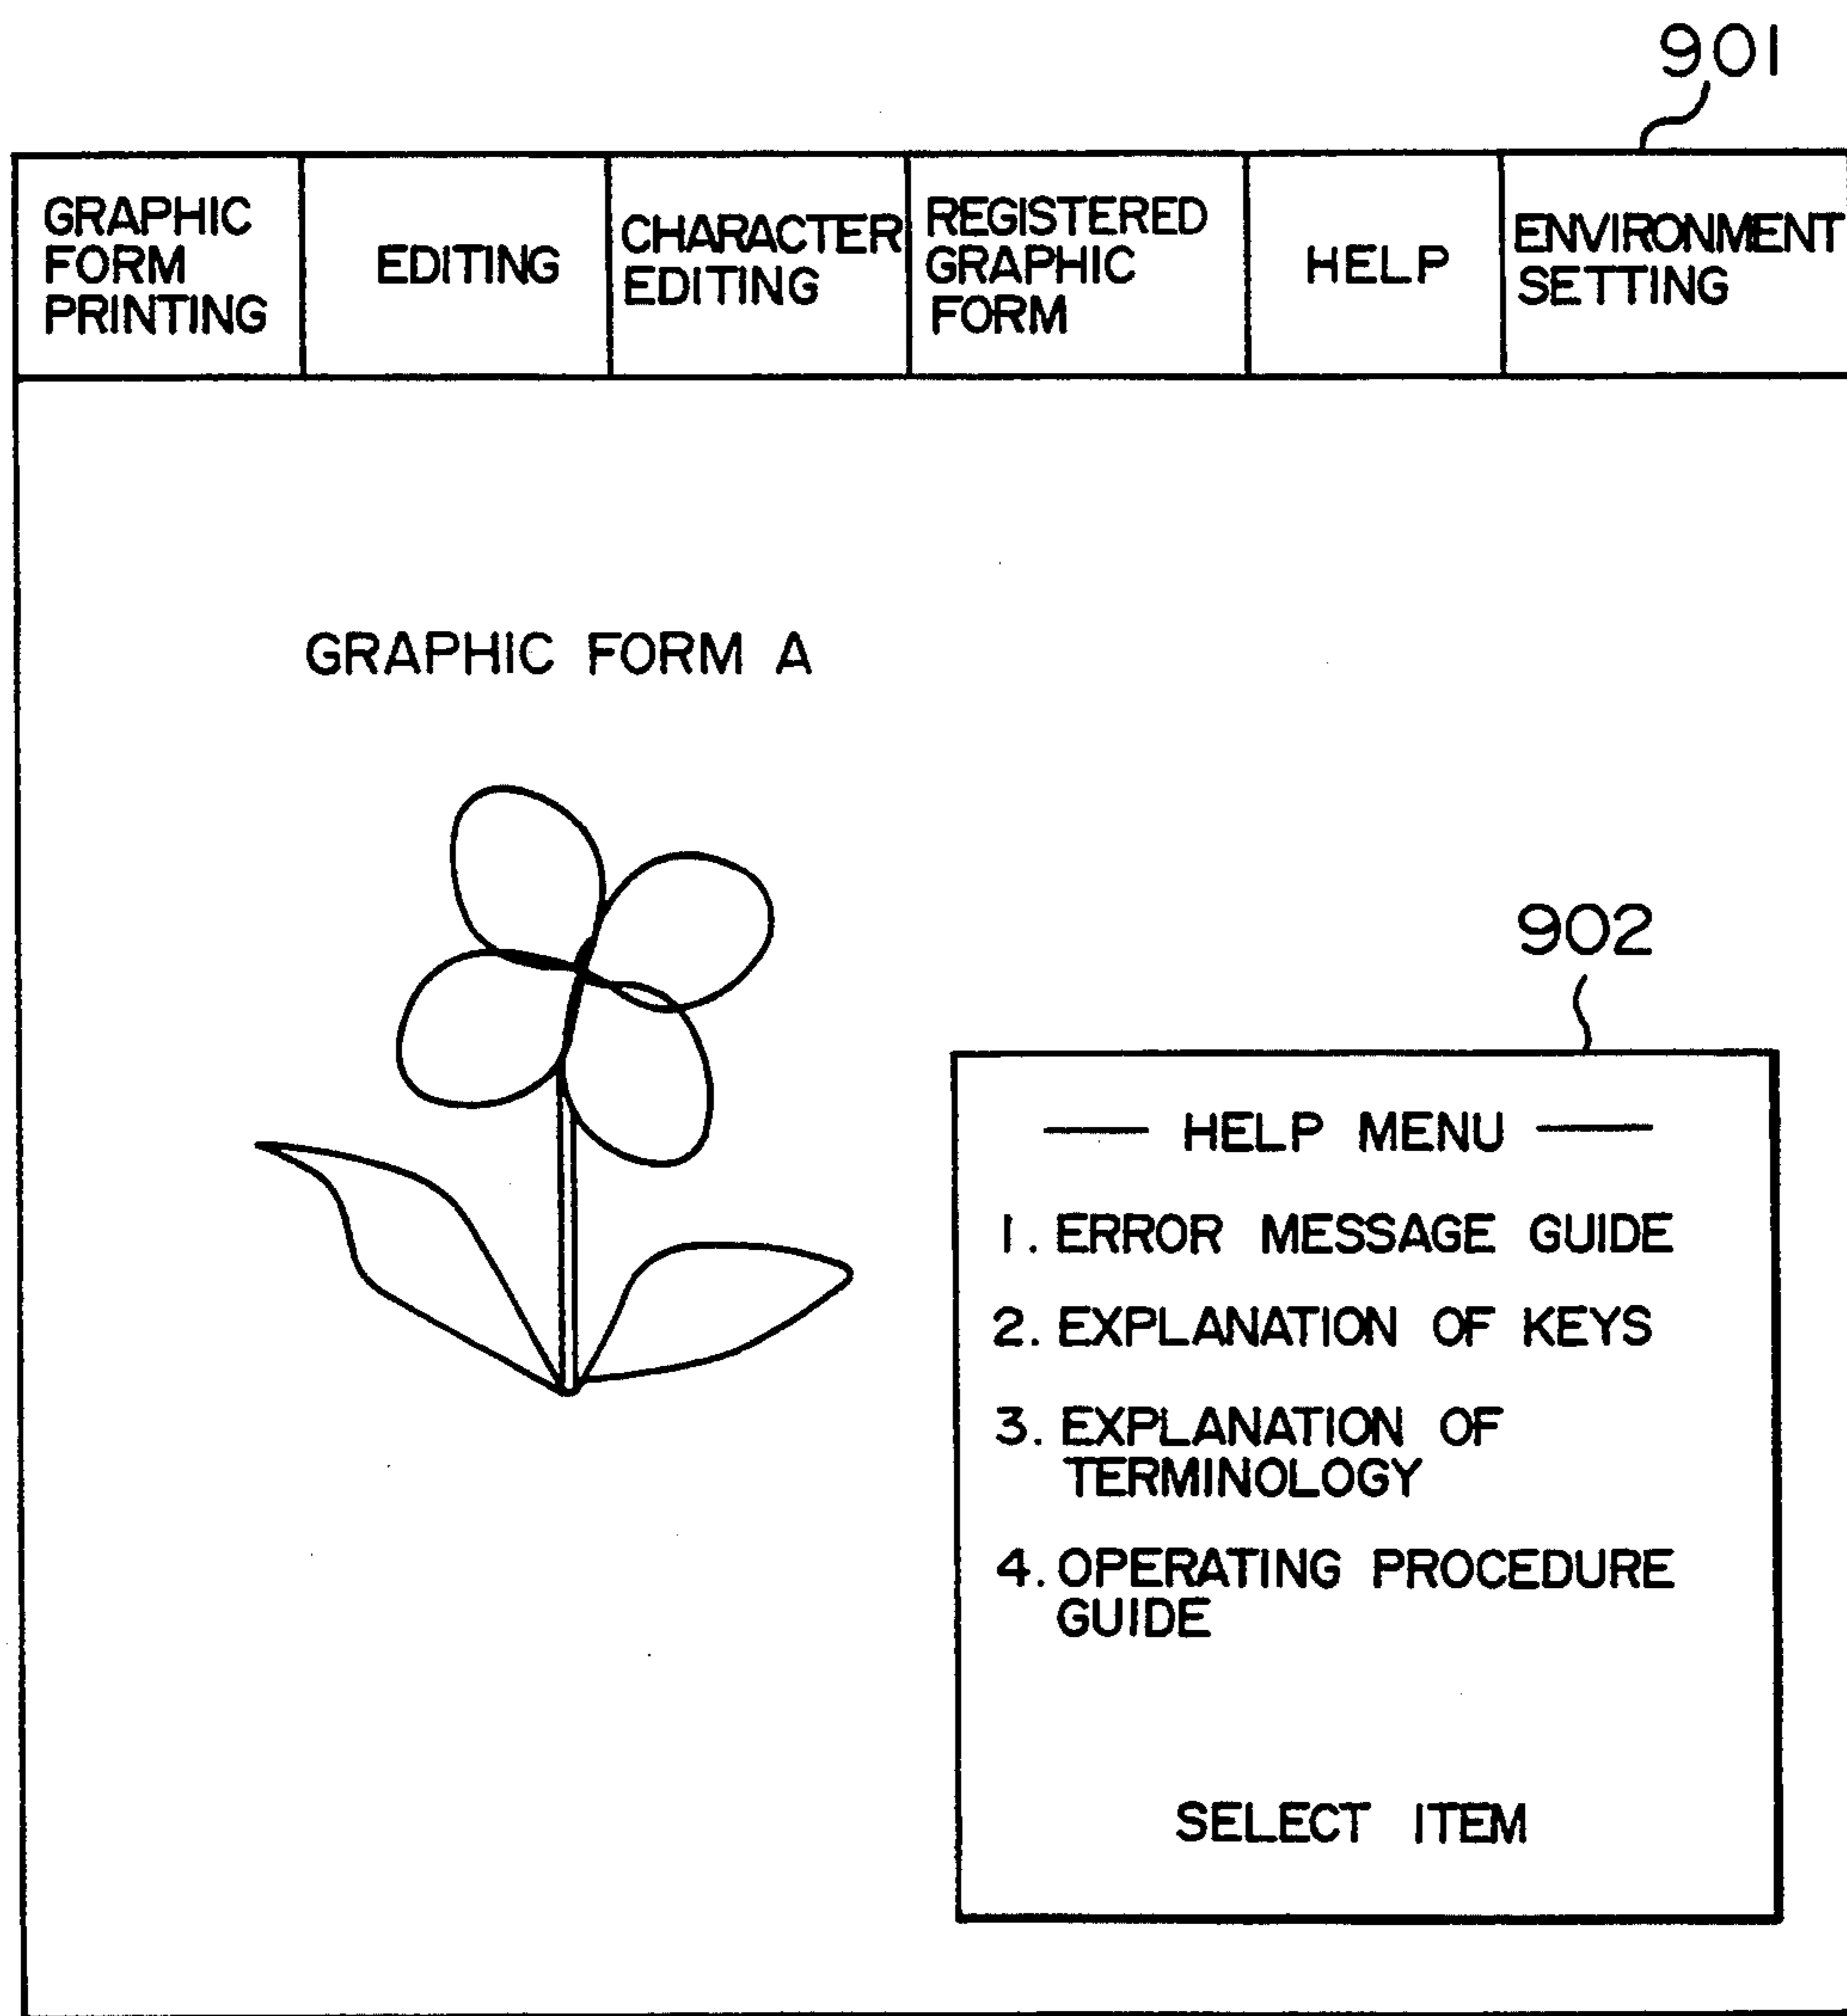 901
GRAPHIC
FORM
PRINTING
EDITING
CHARACTER
EDITING
REGISTERED
GRAPHIC
FORM
HELP
ENVIRONMENT
SETTING
GRAPHIC FORM A
902
HELP MENU
1. ERROR MESSAGE GUIDE
2. EXPLANATION OF KEYS
3. EXPLANATION OF
TERMINOLOGY
4. OPERATING PROCEDURE
GUIDE
SELECT ITEM